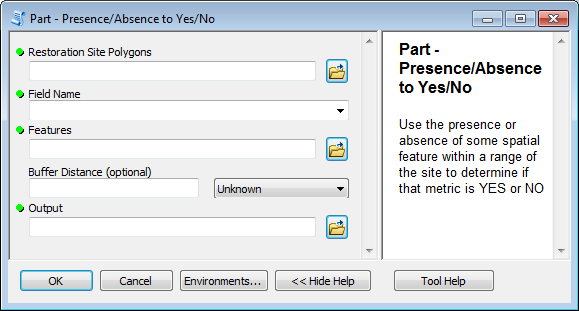 Part - Presence/Absence to Yes/No
Restoration Site Polygons
Field Name
Features
Buffer Distance (optional)
Unknown
Output
Part -
Presence/Absence
to Yes/No
Use the presence or
absence of some spatial
feature within a range of
the site to determine if
that metric is YES or NO
OK
Cancel
Environments...
<< Hide Help
Tool Help